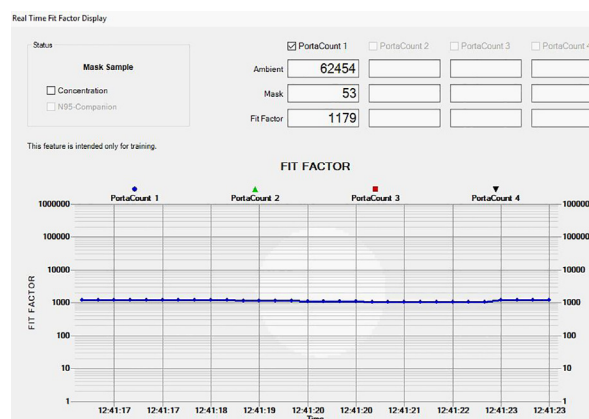 Real Time Fit Factor Display
Status
Mask Sample
Concentration
N95-Companion
PortaCount 1 PortaCount 2 PortaCount 3 PortaCount 4
Ambient 62454
Mask 53
Fit Factor 1179
This feature is intended only for training.
FIT FACTOR
PortaCount 1 PortaCount 2 PortaCount 3 PortaCount 4
1000000 1000000
100000 100000
10000 10000
1000 1000
100 100
10 10
1 1
FIT FACTOR
12:41:17 12:41:17 12:41:18 12:41:19 12:41:20 12:41:20 12:41:21 12:41:22 12:41:23 12:41:23
Time